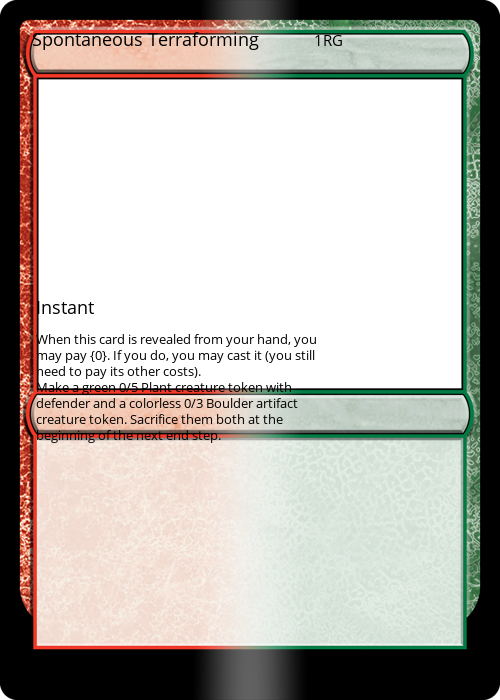 Spontaneous Terraforming 1RG
Instant
When this card is revealed from your hand, you
may pay {0}. If you do, you may cast it (you still
need to pay its other costs).
Make a green 0/5 Plant creature token with
defender and a colorless 0/3 Boulder artifact
creature token. Sacrifice them both at the
beginning of the next end step.